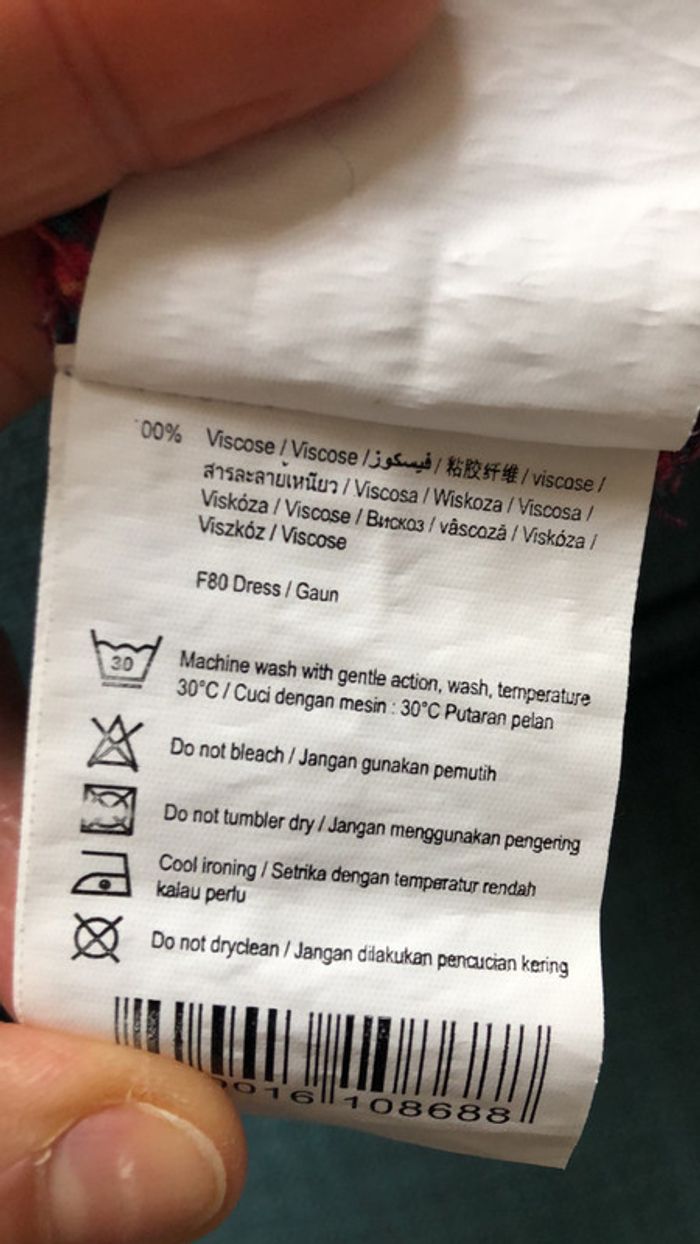 00% Viscose / Viscose / فيسكوز / 粘胶纤维 / viscose /
สารละลายเหนียว / Viscosa / Wiskoza / Viscosa /
Viskóza / Viscose / Вискоз / vâscoză / Viskóza /
Viszkóz / Viscose
F80 Dress / Gaun
30 Machine wash with gentle action, wash, temperature
30°C / Cuci dengan mesin : 30°C Putaran pelan
Do not bleach / Jangan gunakan pemutih
Do not tumbler dry / Jangan menggunakan pengering
Cool ironing / Setrika dengan temperatur rendah
kalau perlu
Do not dryclean / Jangan dilakukan pencucian kering
016 108688